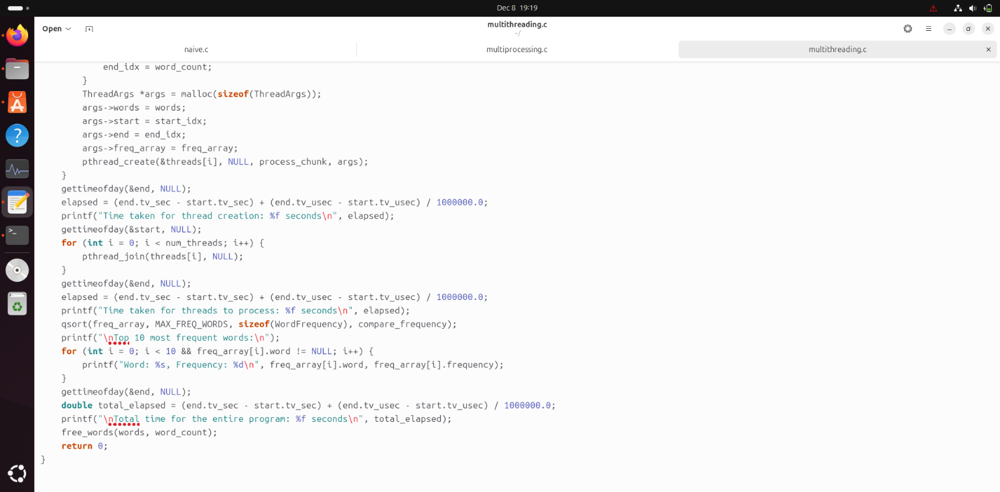 Dec 8 19:19
Open
multithreading.c
~/
naive.c
multiprocessing.c
multithreading.c
            end_idx = word_count;
        }
        ThreadArgs *args = malloc(sizeof(ThreadArgs));
        args->words = words;
        args->start = start_idx;
        args->end = end_idx;
        args->freq_array = freq_array;
        pthread_create(&threads[i], NULL, process_chunk, args);
    }
    gettimeofday(&end, NULL);
    elapsed = (end.tv_sec - start.tv_sec) + (end.tv_usec - start.tv_usec) / 1000000.0;
    printf("Time taken for thread creation: %f seconds\n", elapsed);
    gettimeofday(&start, NULL);
    for (int i = 0; i < num_threads; i++) {
        pthread_join(threads[i], NULL);
    }
    gettimeofday(&end, NULL);
    elapsed = (end.tv_sec - start.tv_sec) + (end.tv_usec - start.tv_usec) / 1000000.0;
    printf("Time taken for threads to process: %f seconds\n", elapsed);
    qsort(freq_array, MAX_FREQ_WORDS, sizeof(WordFrequency), compare_frequency);
    printf("\nTop 10 most frequent words:\n");
    for (int i = 0; i < 10 && freq_array[i].word != NULL; i++) {
        printf("Word: %s, Frequency: %d\n", freq_array[i].word, freq_array[i].frequency);
    }
    gettimeofday(&end, NULL);
    double total_elapsed = (end.tv_sec - start.tv_sec) + (end.tv_usec - start.tv_usec) / 1000000.0;
    printf("\nTotal time for the entire program: %f seconds\n", total_elapsed);
    free_words(words, word_count);
    return 0;
}